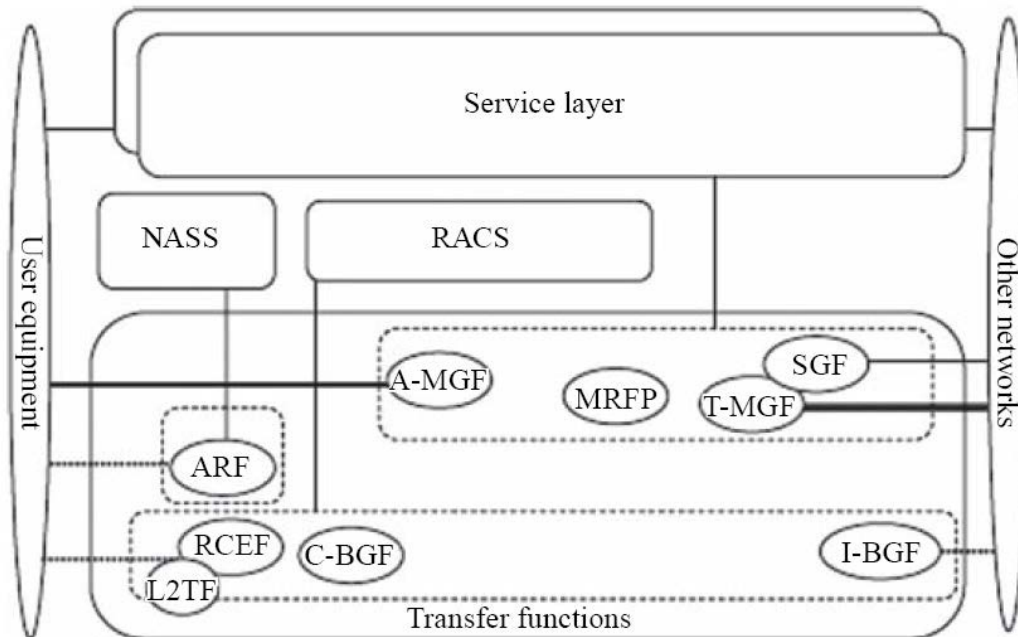 Service layer
NASS
RACS
User equipment
Other networks
SGF
A-MGF
MRFP
T-MGF
ARF
RCEF
C-BGF
I-BGF
L2TF
Transfer functions